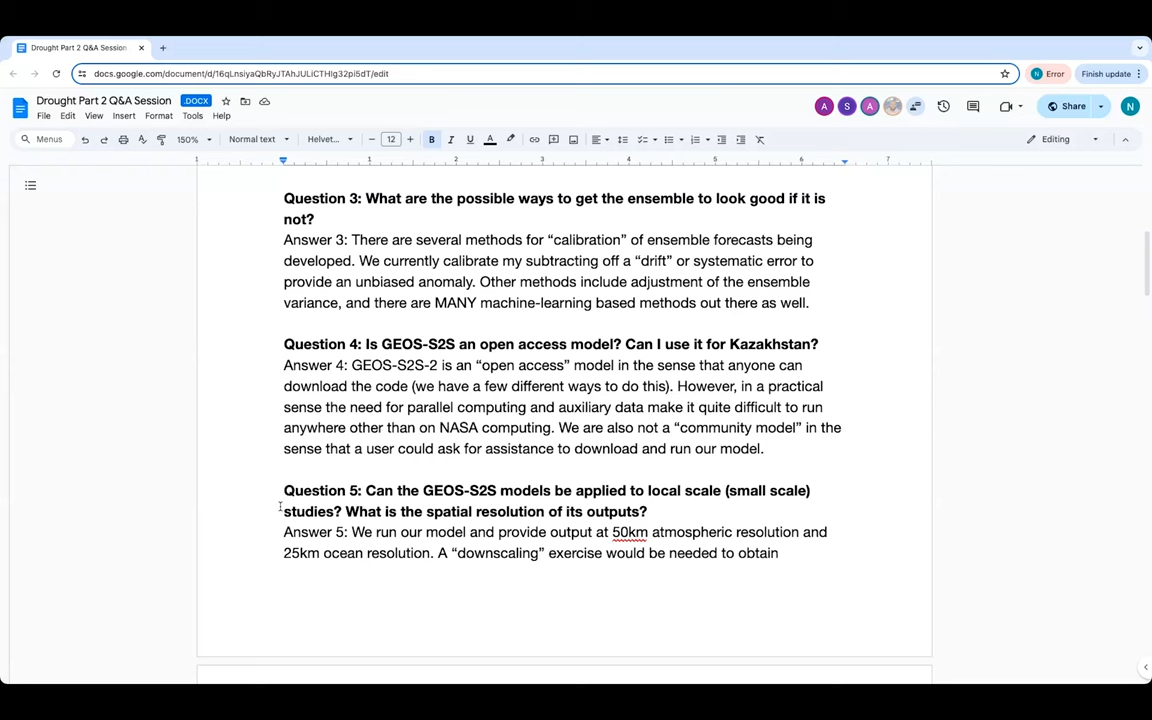 Drought Part 2 Q&A Session
docs.google.com/document/d/16qLnsiyaQbRyJTAhJULiCTHlg32pi5dT/edit
N Error
Finish update
Drought Part 2 Q&A Session .DOCX
File Edit View Insert Format Tools Help
A S A Share N
Menus 150% Normal text Helvet... 12 B I U A Editing
1 1 2 3 4 5 6 7
Question 3: What are the possible ways to get the ensemble to look good if it is
not?
Answer 3: There are several methods for “calibration” of ensemble forecasts being
developed. We currently calibrate my subtracting off a “drift” or systematic error to
provide an unbiased anomaly. Other methods include adjustment of the ensemble
variance, and there are MANY machine-learning based methods out there as well.
Question 4: Is GEOS-S2S an open access model? Can I use it for Kazakhstan?
Answer 4: GEOS-S2S-2 is an “open access” model in the sense that anyone can
download the code (we have a few different ways to do this). However, in a practical
sense the need for parallel computing and auxiliary data make it quite difficult to run
anywhere other than on NASA computing. We are also not a “community model” in the
sense that a user could ask for assistance to download and run our model.
Question 5: Can the GEOS-S2S models be applied to local scale (small scale)
studies? What is the spatial resolution of its outputs?
Answer 5: We run our model and provide output at 50km atmospheric resolution and
25km ocean resolution. A “downscaling” exercise would be needed to obtain